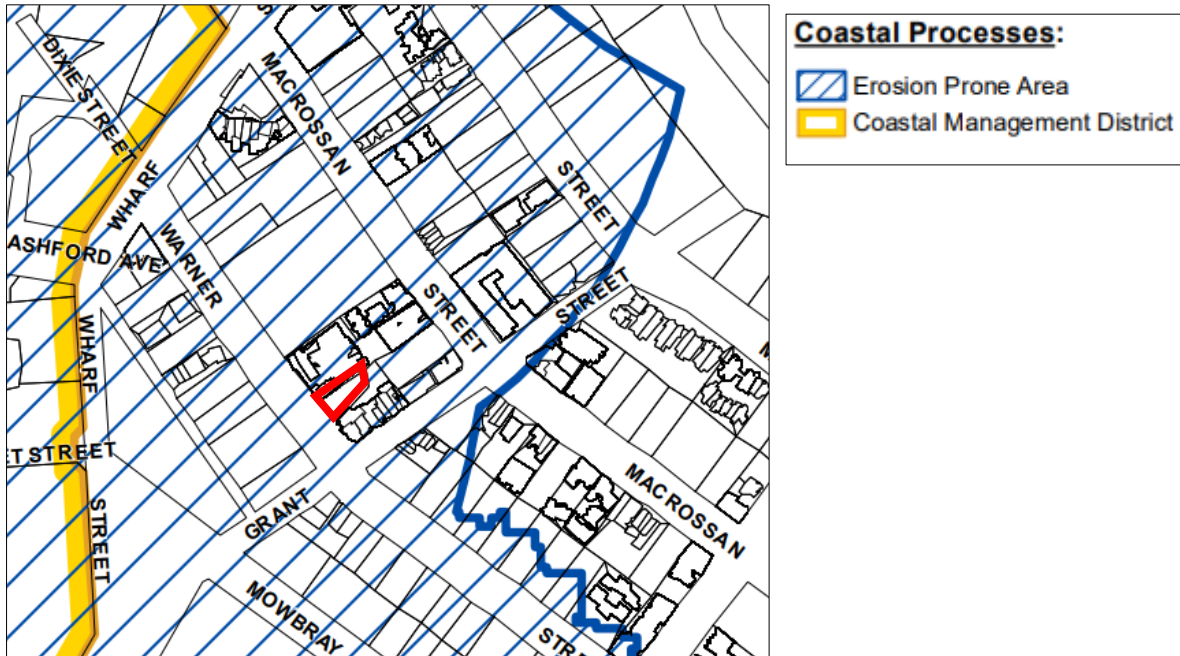 DIXIE STREET
MACROSSAN
STREET
WHARF
ASHFORD AVE
WARNER
STREET
STREET
WHARF
STREET
GRANT
MACROSSAN
STREET
MOWBRAY
Coastal Processes:
Erosion Prone Area
Coastal Management District